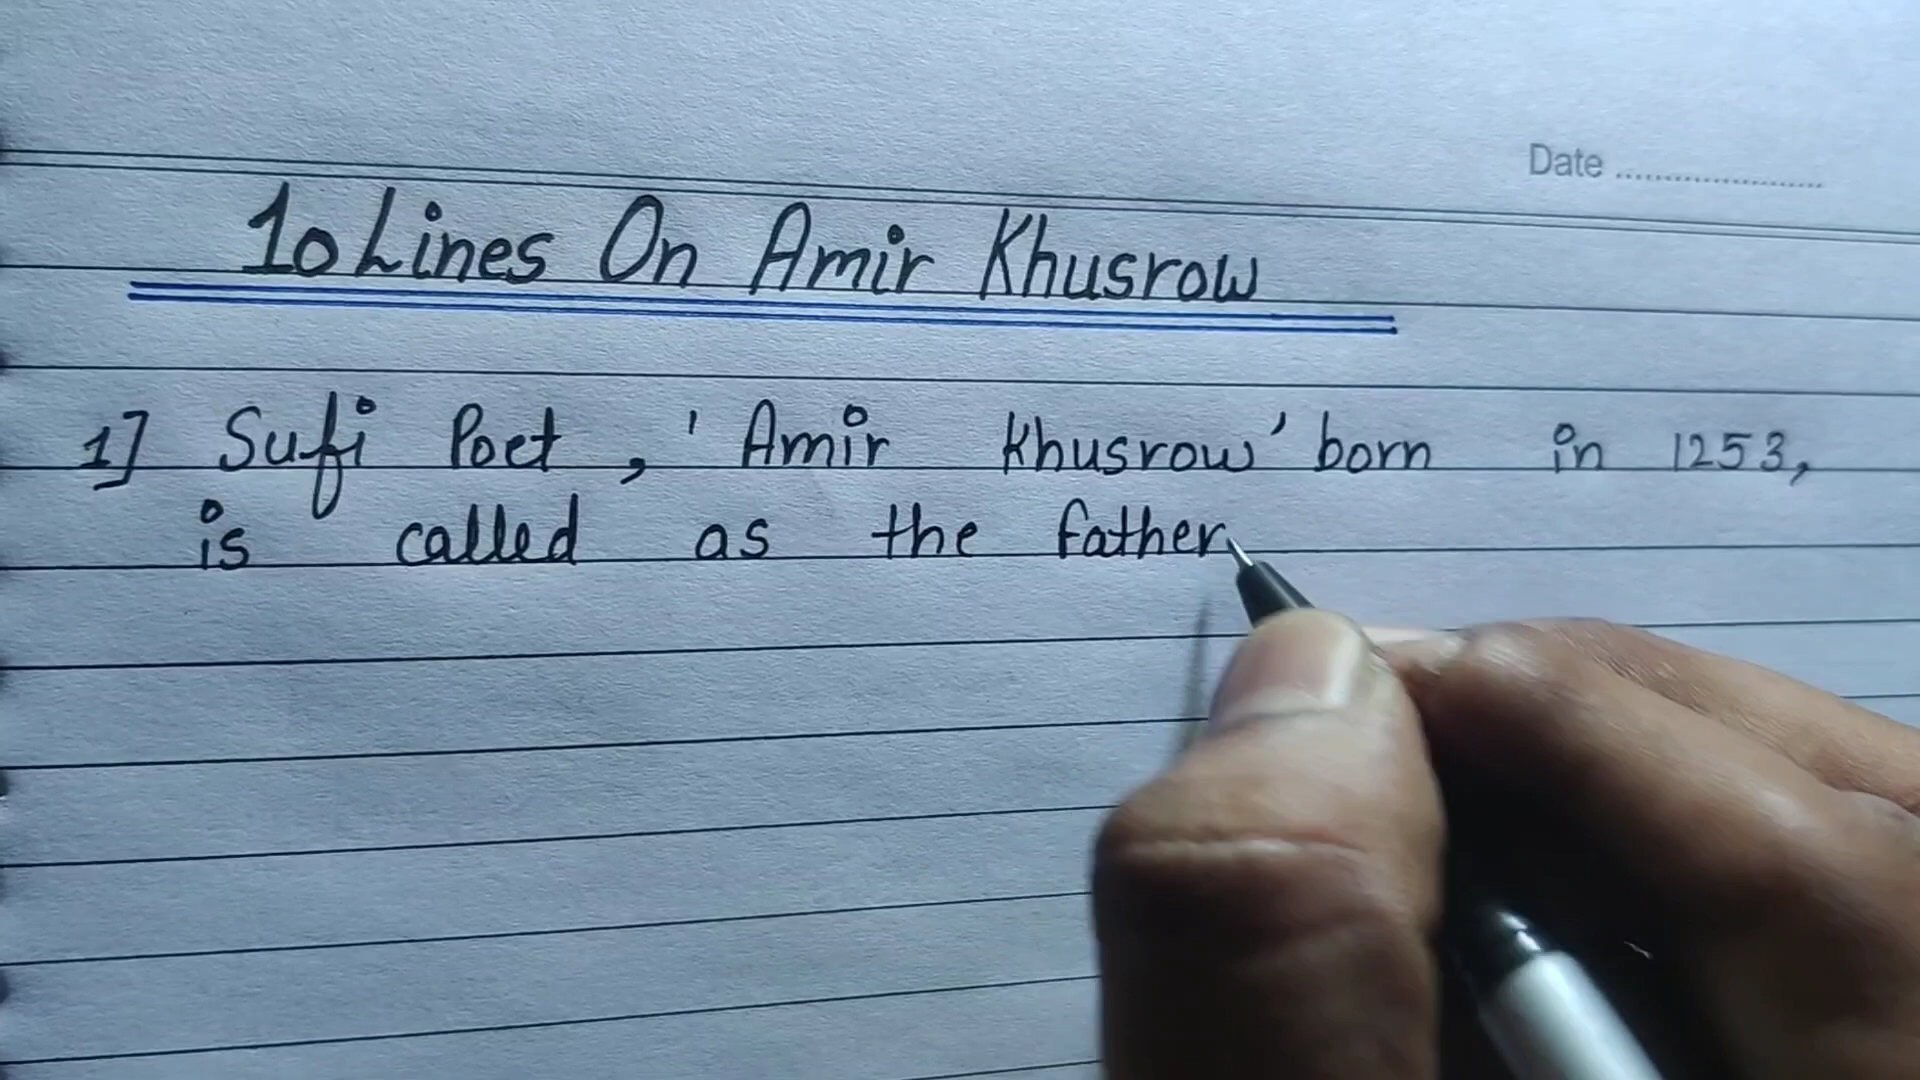 Date ....................
10 Lines On Amir Khusrow
1] Sufi Poet, 'Amir Khusrow' born in 1253,
is called as the father